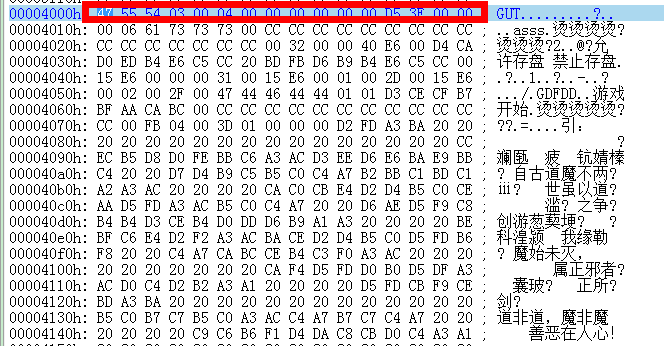 00004000h: 47 55 54 03 00 04 00 00 00 00 00 00 D5 3F 00 00 GUT.........?..
00004010h: 00 06 61 73 73 73 00 CC CC CC CC CC CC CC CC CC ; ..asss.烫烫烫烫?
00004020h: CC CC CC CC CC CC CC 00 32 00 00 40 E6 00 D4 CA ; 烫烫烫?2..@?允
00004030h: D0 ED B4 E6 C5 CC 20 BD FB D6 B9 B4 E6 C5 CC 00 ; 许存盘 禁止存盘.
00004040h: 15 E6 00 00 00 31 00 15 E6 00 01 00 2D 00 15 E6 ; .?..1..?..-..?
00004050h: 00 02 00 2F 00 47 44 46 44 44 01 01 D3 CE CF B7 ; .../.GDFDD..游戏
00004060h: BF AA CA BC 00 CC CC CC CC CC CC CC CC CC CC CC ; 开始.烫烫烫烫烫?
00004070h: CC 00 FB 04 00 3D 01 00 00 00 D2 FD A3 BA 20 20 ; ??.=....引：
00004080h: 20 20 20 20 20 20 20 20 20 20 20 20 20 20 20 CC ; ?
00004090h: EC B5 D8 D0 FE BB C6 A3 AC D3 EE D6 E6 BA E9 BB ;
000040a0h: C4 20 20 D7 D4 B9 C5 B5 C0 C4 A7 B2 BB C1 BD C1 ; ? 自古道魔不两?
000040b0h: A2 A3 AC 20 20 20 20 CA C0 CB E4 D2 D4 B5 C0 CE ; ⅲ? 世虽以道?
000040c0h: AA D5 FD A3 AC B5 C0 C4 A7 20 20 D6 AE D5 F9 C8 ; 滥?之争?
000040d0h: B4 B4 D3 CE B4 D0 DD D6 B9 A1 A3 20 20 20 20 BE ; 创游葱葜埂? ?
000040e0h: BF C6 E4 D2 F2 A3 AC BA CE D2 D4 B5 C0 D5 FD B6 ; 科湟颍 我缘勒
000040f0h: F8 20 20 C4 A7 CA BC CE B4 C3 F0 A3 AC 20 20 20 ; ? 魔始未灭，
00004100h: 20 20 20 20 20 20 20 CA F4 D5 FD D0 B0 D5 DF A3 ; 属正邪者?
00004110h: AC D0 C4 D2 B2 A3 A1 20 20 20 20 D5 FD CB F9 CE ; 囊玻? 正所?
00004120h: BD A3 BA 20 20 20 20 20 20 20 20 20 20 20 20 20 ; 剑?
00004130h: B5 C0 B7 C7 B5 C0 A3 AC C4 A7 B7 C7 C4 A7 20 20 ; 道非道，魔非魔
00004140h: 20 20 20 20 C9 C6 B6 F1 D4 DA C8 CB D0 C4 A3 A1 ; 善恶在人心!